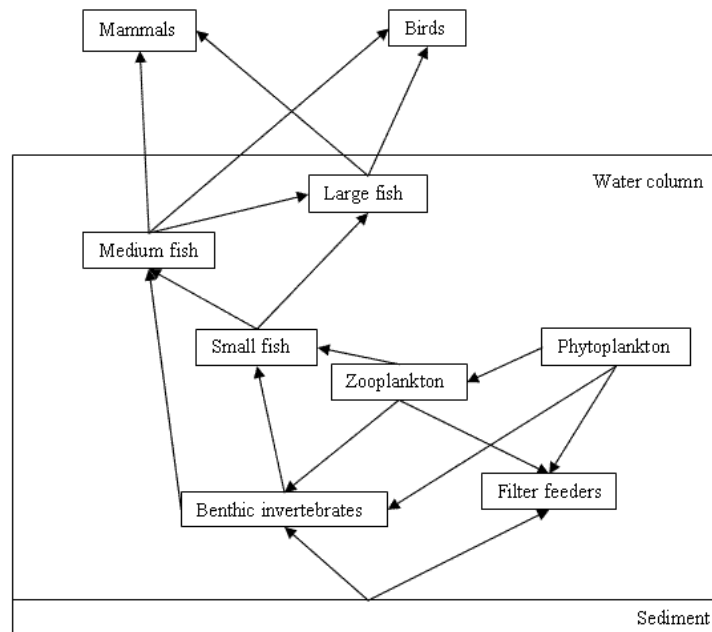 Mammals
Birds
Water column
Large fish
Medium fish
Small fish
Phytoplankton
Zooplankton
Filter feeders
Benthic invertebrates
Sediment